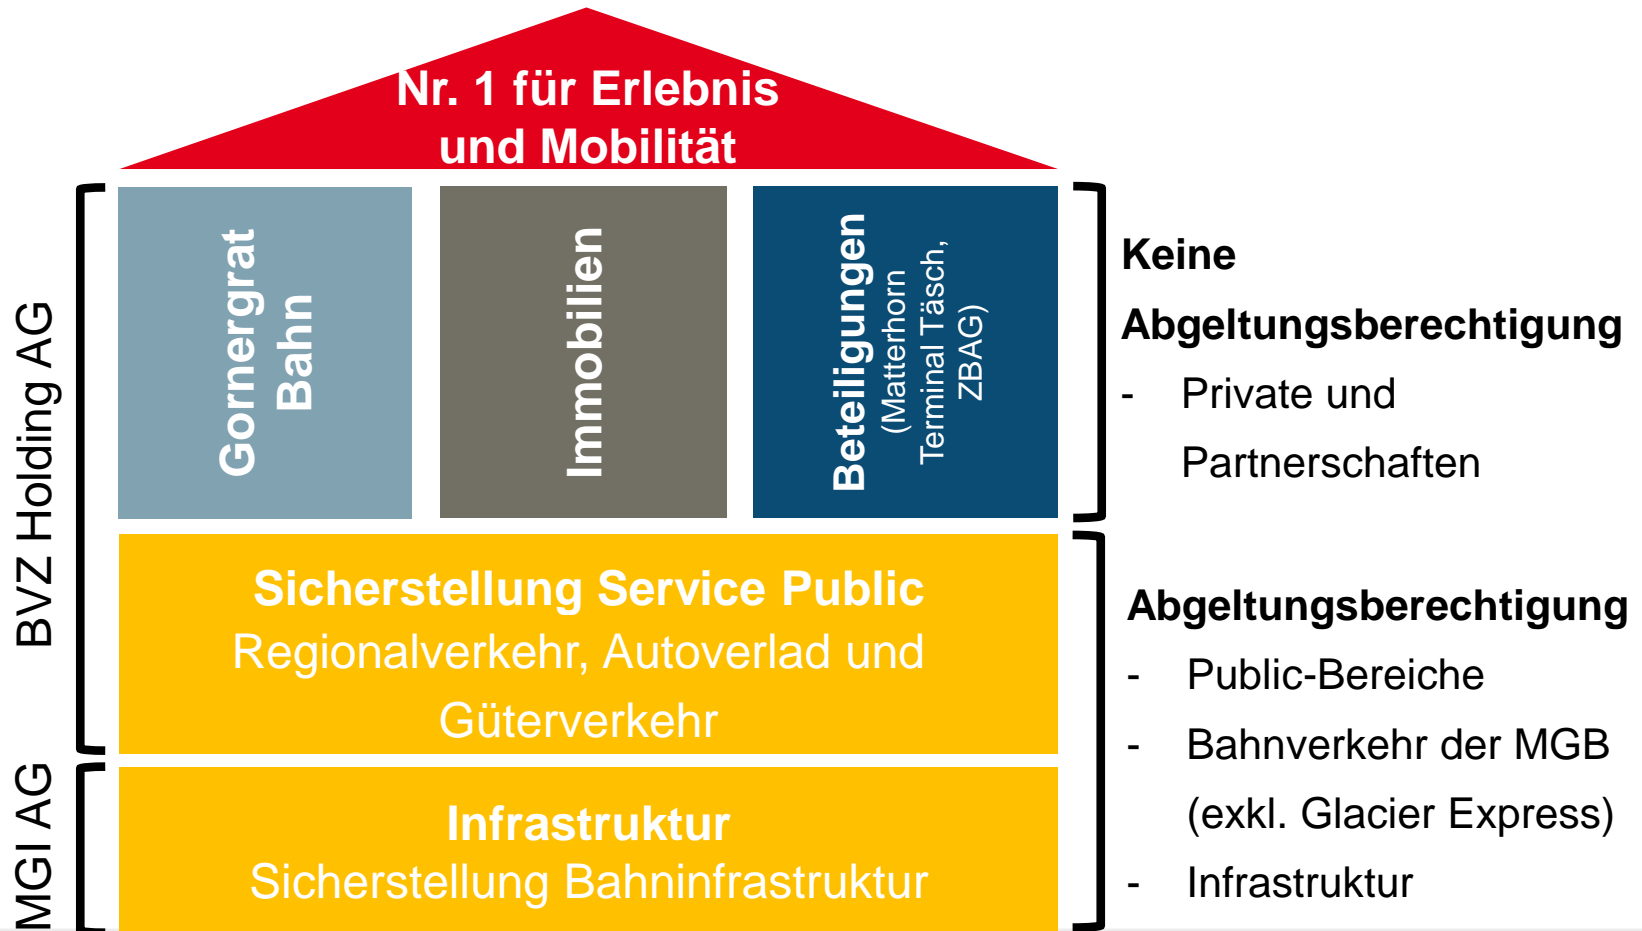 Nr. 1 für Erlebnis
und Mobilität
BVZ Holding AG
Gornergrat
Bahn
Immobilien
Beteiligungen
(Matterhorn
Terminal Täsch,
ZBAG)
Keine
Abgeltungsberechtigung
- Private und
Partnerschaften
Sicherstellung Service Public
Regionalverkehr, Autoverlad und
Güterverkehr
MGI AG
Infrastruktur
Sicherstellung Bahninfrastruktur
Abgeltungsberechtigung
- Public-Bereiche
- Bahnverkehr der MGB
(exkl. Glacier Express)
- Infrastruktur